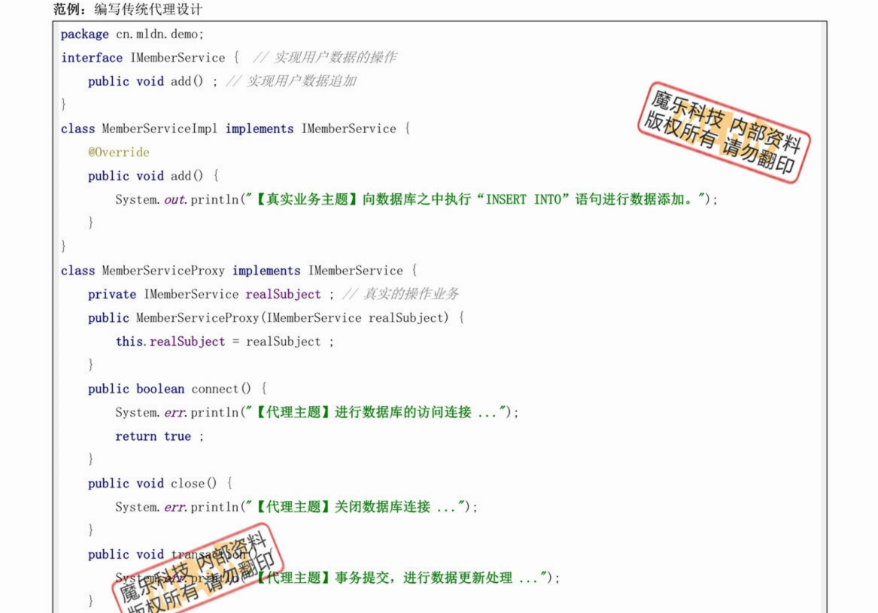 范例：编写传统代理设计
package cn.mldn.demo;
interface IMemberService { // 实现用户数据的操作
public void add() ; // 实现用户数据追加
}
class MemberServiceImpl implements IMemberService {
@Override
public void add() {
System.out.println("【真实业务主题】向数据库之中执行“INSERT INTO”语句进行数据添加。");
}
}
class MemberServiceProxy implements IMemberService {
private IMemberService realSubject ; // 真实的操作业务
public MemberServiceProxy(IMemberService realSubject) {
this.realSubject = realSubject ;
}
public boolean connect() {
System.err.println("【代理主题】进行数据库的访问连接 ...");
return true ;
}
public void close() {
System.err.println("【代理主题】关闭数据库连接 ...");
}
public void transaction() {
System.err.println("【代理主题】事务提交，进行数据更新处理 ...");
}
魔乐科技 内部资料
版权所有 请勿翻印
魔乐科技 内部资料
版权所有 请勿翻印